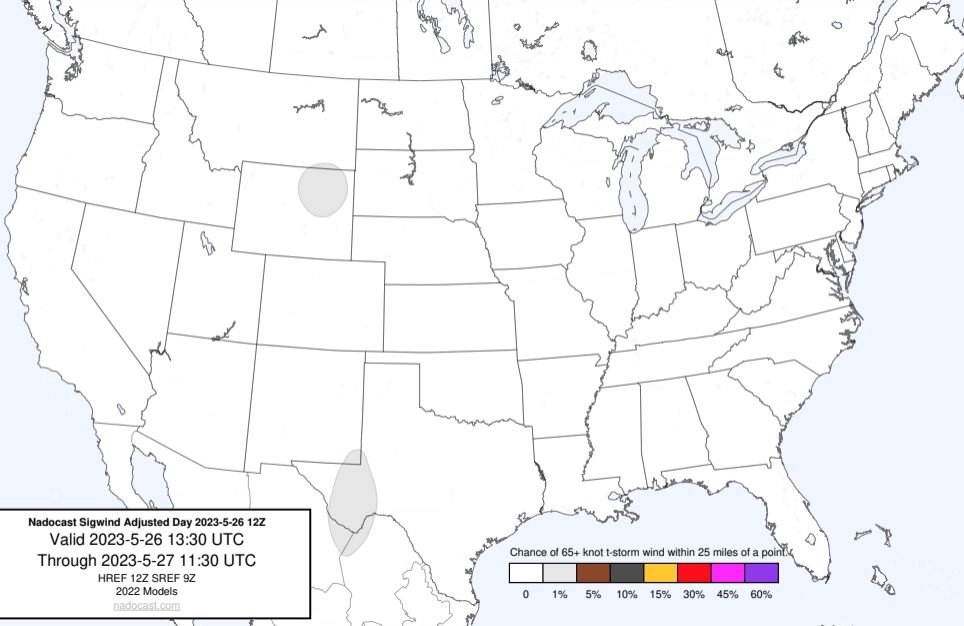 Nadocast Sigwind Adjusted Day 2023-5-26 12Z
Valid 2023-5-26 13:30 UTC
Through 2023-5-27 11:30 UTC
HREF 12Z SREF 9Z
2022 Models
nadocast.com
Chance of 65+ knot t-storm wind within 25 miles of a point.
0 1% 5% 10% 15% 30% 45% 60%